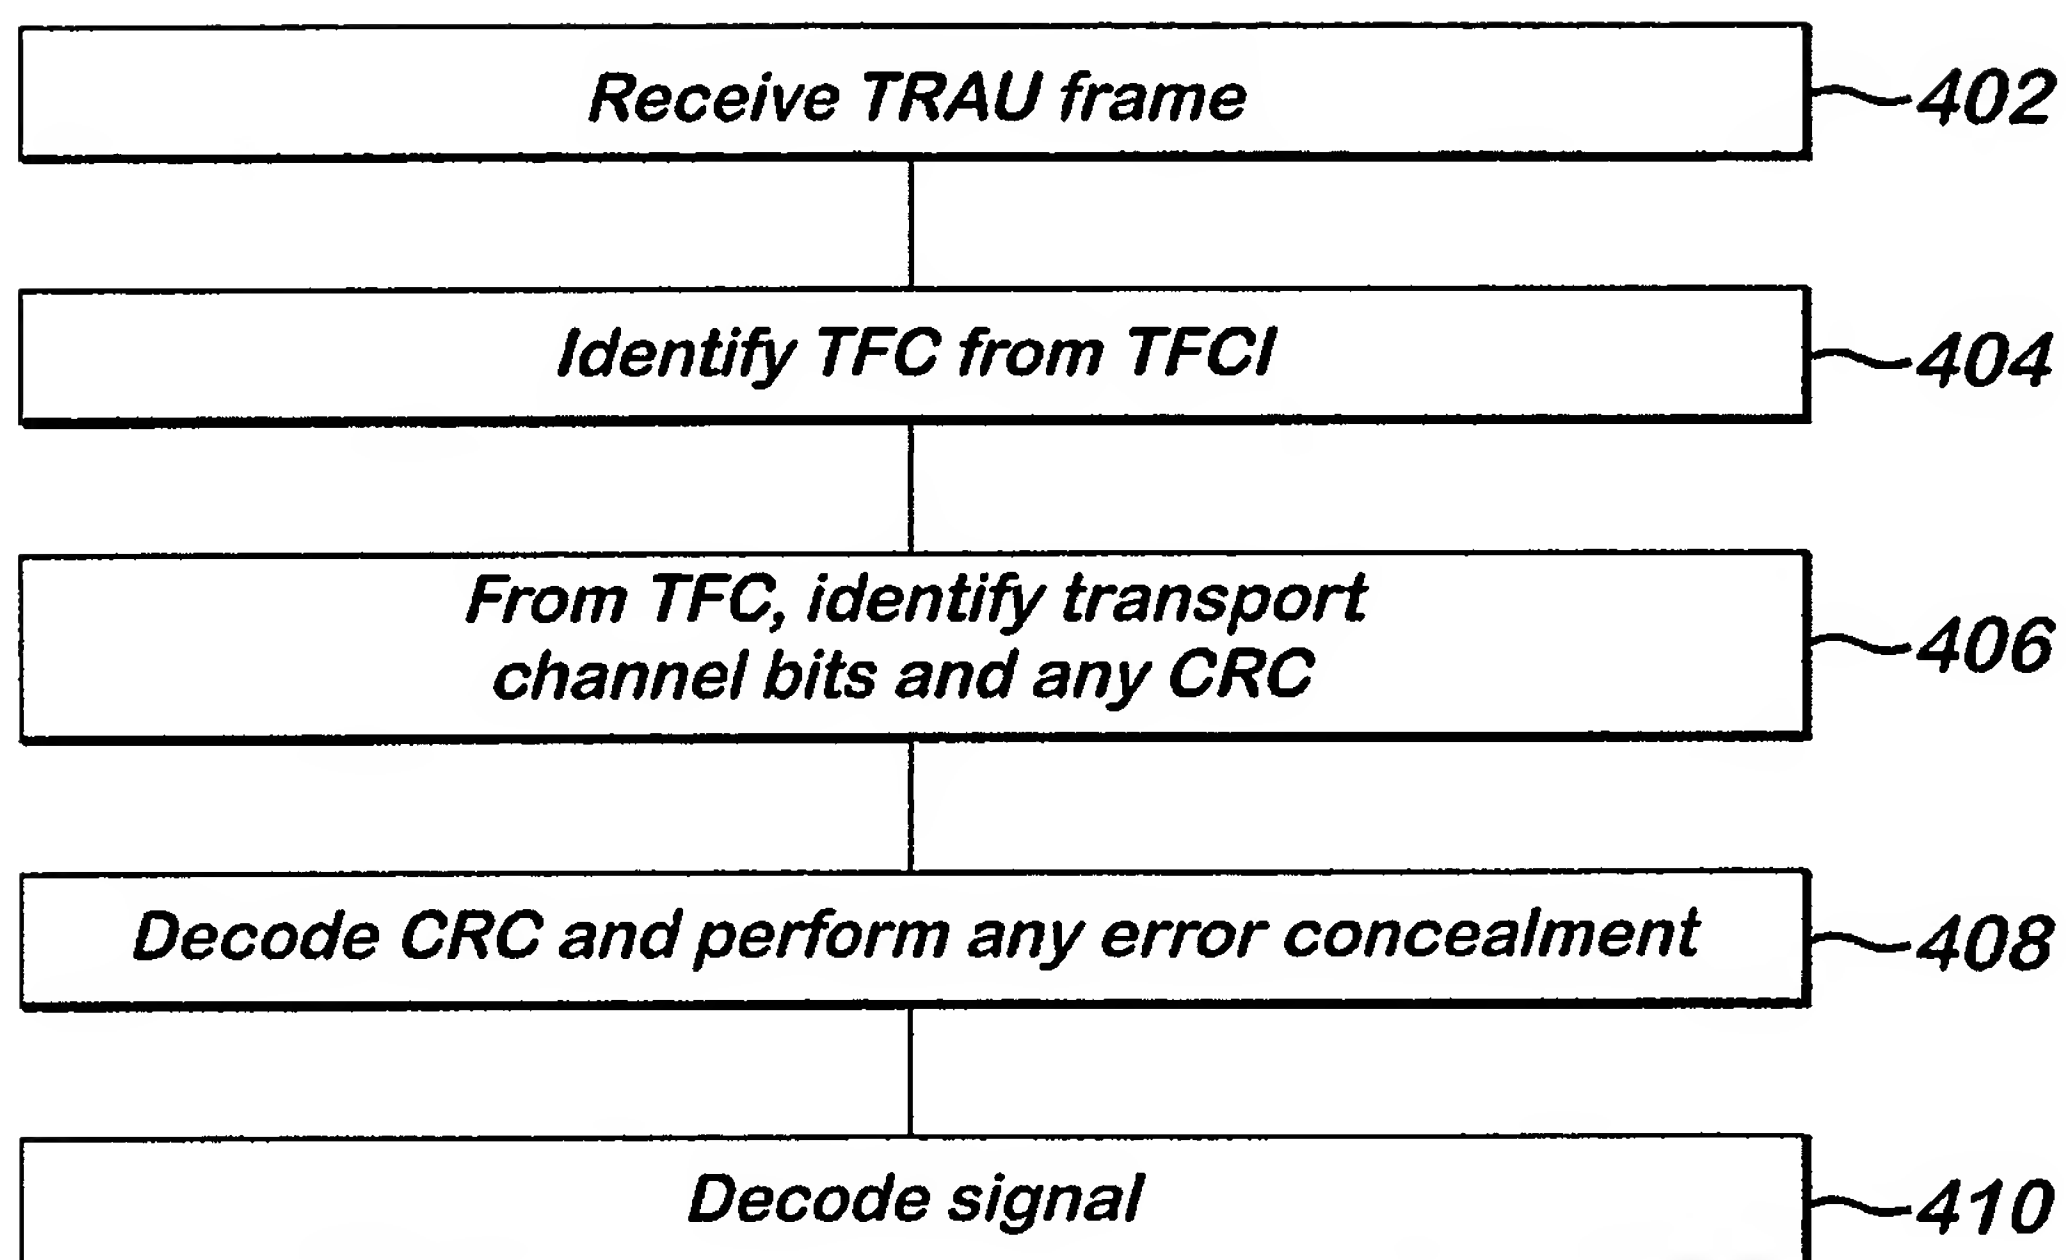 Receive TRAU frame
402
Identify TFC from TFCI
404
From TFC, identify transport
channel bits and any CRC
406
Decode CRC and perform any error concealment
408
Decode signal
410